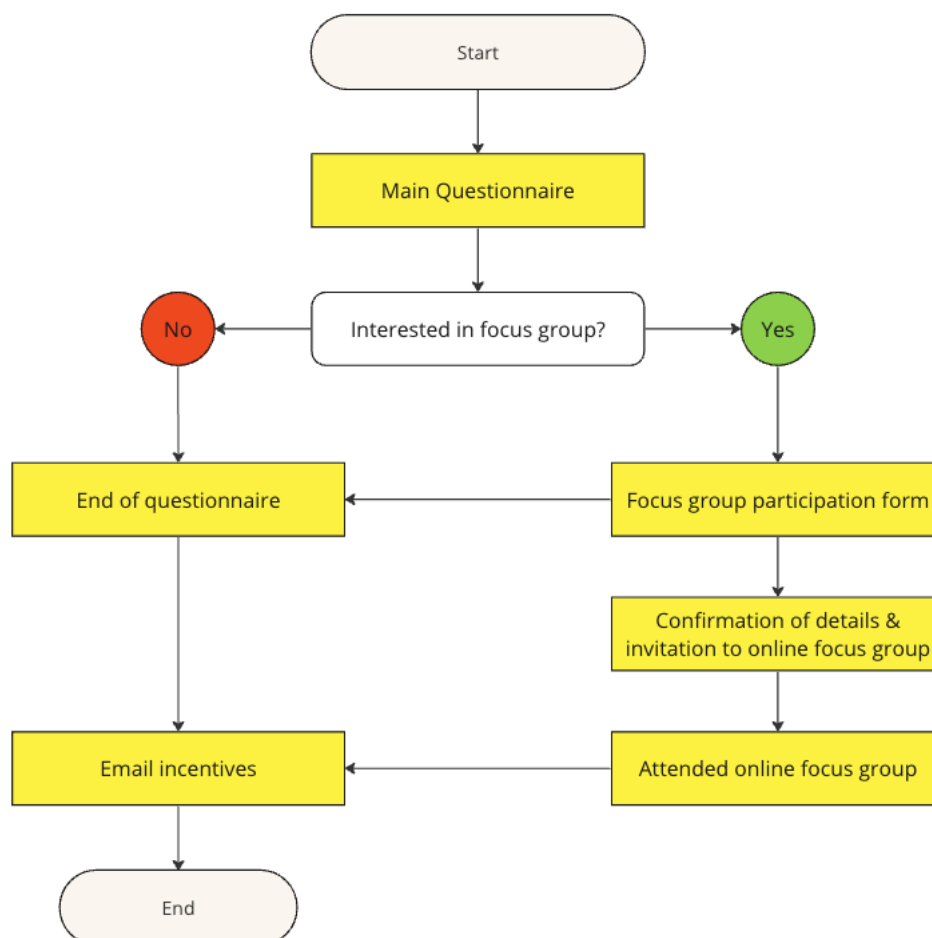 Start
Main Questionnaire
No
Interested in focus group?
Yes
End of questionnaire
Focus group participation form
Confirmation of details &
invitation to online focus group
Email incentives
Attended online focus group
End